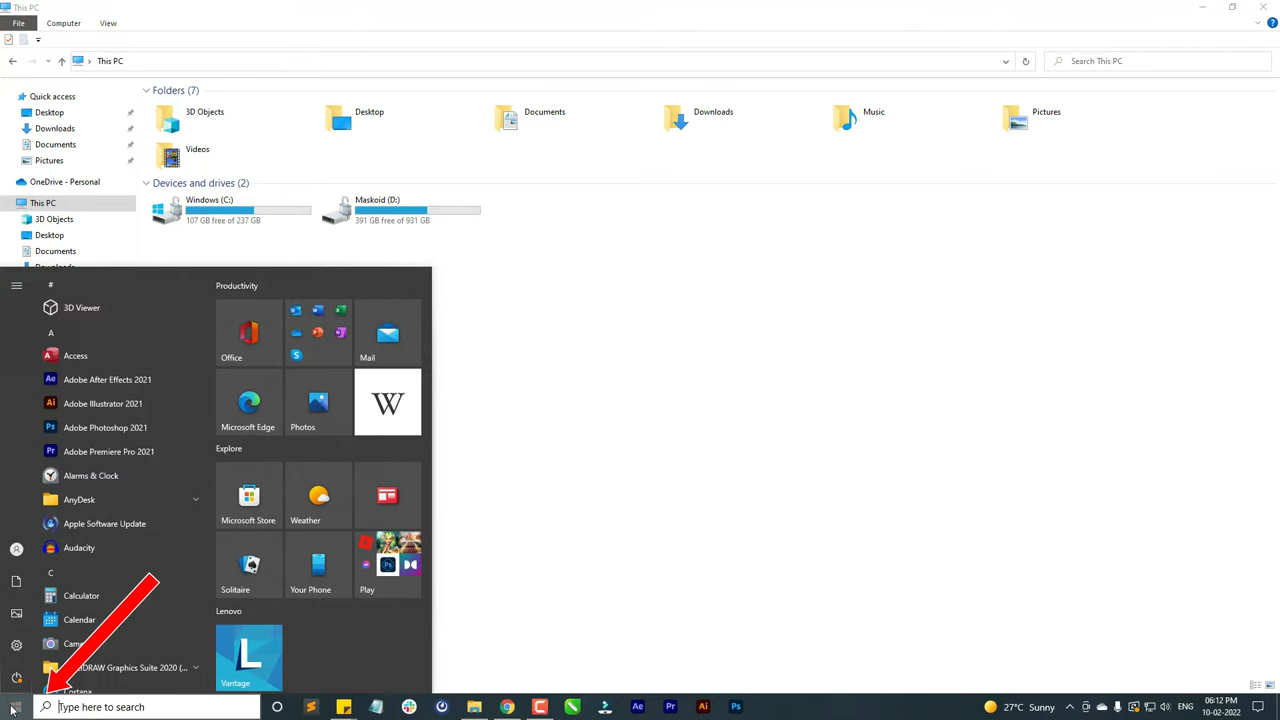 This PC
File
Computer
View
This PC
Search This PC
Quick access
Desktop
Downloads
Documents
Pictures
OneDrive - Personal
This PC
3D Objects
Desktop
Documents
Folders (7)
3D Objects
Desktop
Documents
Downloads
Music
Pictures
Videos
Devices and drives (2)
Windows (C:)
107 GB free of 237 GB
Maskoid (D:)
391 GB free of 931 GB
#
3D Viewer
A
Access
Adobe After Effects 2021
Adobe Illustrator 2021
Adobe Photoshop 2021
Adobe Premiere Pro 2021
Alarms & Clock
AnyDesk
Apple Software Update
Audacity
C
Calculator
Calendar
Graphics Suite 2020 (...
Cortana
Productivity
Office
Mail
Microsoft Edge
Photos
W
Explore
Microsoft Store
Weather
Solitaire
Your Phone
Play
Lenovo
L
Vantage
Type here to search
Ae
Pr
Ai
Ps
27°C Sunny
06:12 PM
10-02-2022